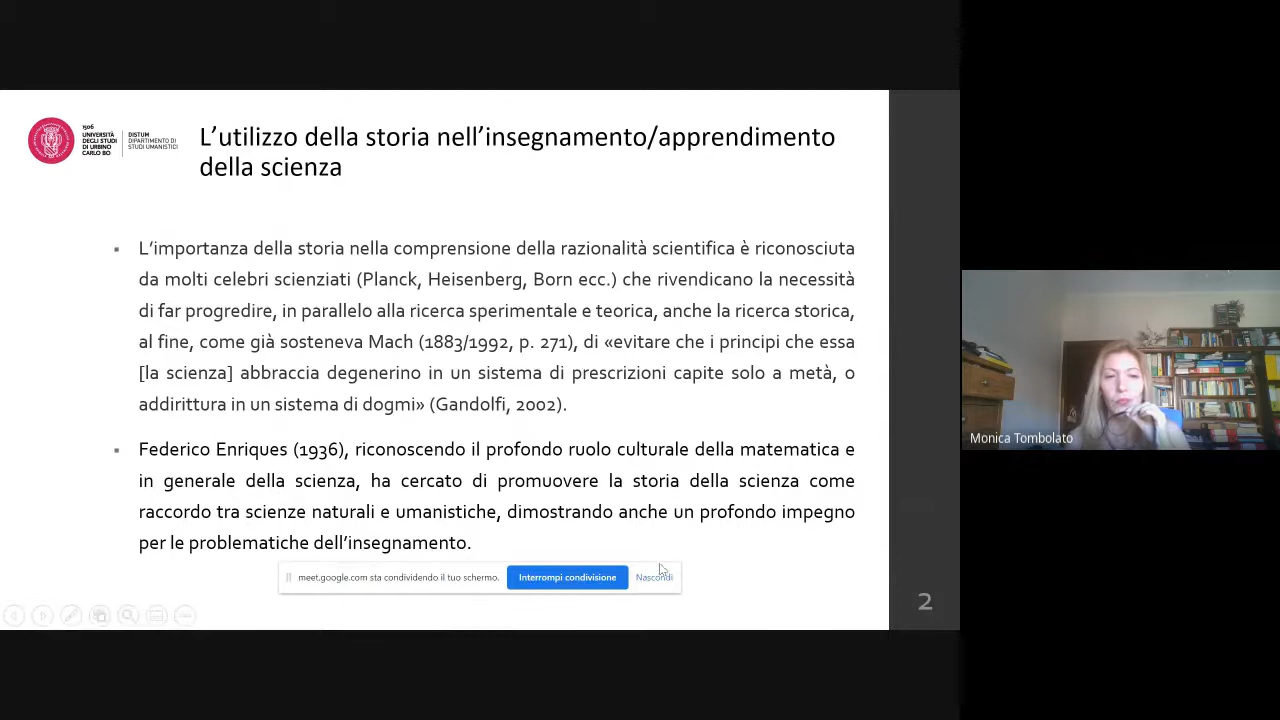 1506
UNIVERSITÀ
DEGLI STUDI
DI URBINO
CARLO BO
DISTUM
DIPARTIMENTO DI
STUDI UMANISTICI
L’utilizzo della storia nell’insegnamento/apprendimento
della scienza
▪ L’importanza della storia nella comprensione della razionalità scientifica è riconosciuta
da molti celebri scienziati (Planck, Heisenberg, Born ecc.) che rivendicano la necessità
di far progredire, in parallelo alla ricerca sperimentale e teorica, anche la ricerca storica,
al fine, come già sosteneva Mach (1883/1992, p. 271), di «evitare che i principi che essa
[la scienza] abbraccia degenerino in un sistema di prescrizioni capite solo a metà, o
addirittura in un sistema di dogmi» (Gandolfi, 2002).
▪ Federico Enriques (1936), riconoscendo il profondo ruolo culturale della matematica e
in generale della scienza, ha cercato di promuovere la storia della scienza come
raccordo tra scienze naturali e umanistiche, dimostrando anche un profondo impegno
per le problematiche dell’insegnamento.
meet.google.com sta condividendo il tuo schermo.
Interrompi condivisione
Nascondi
2
Monica Tombolato